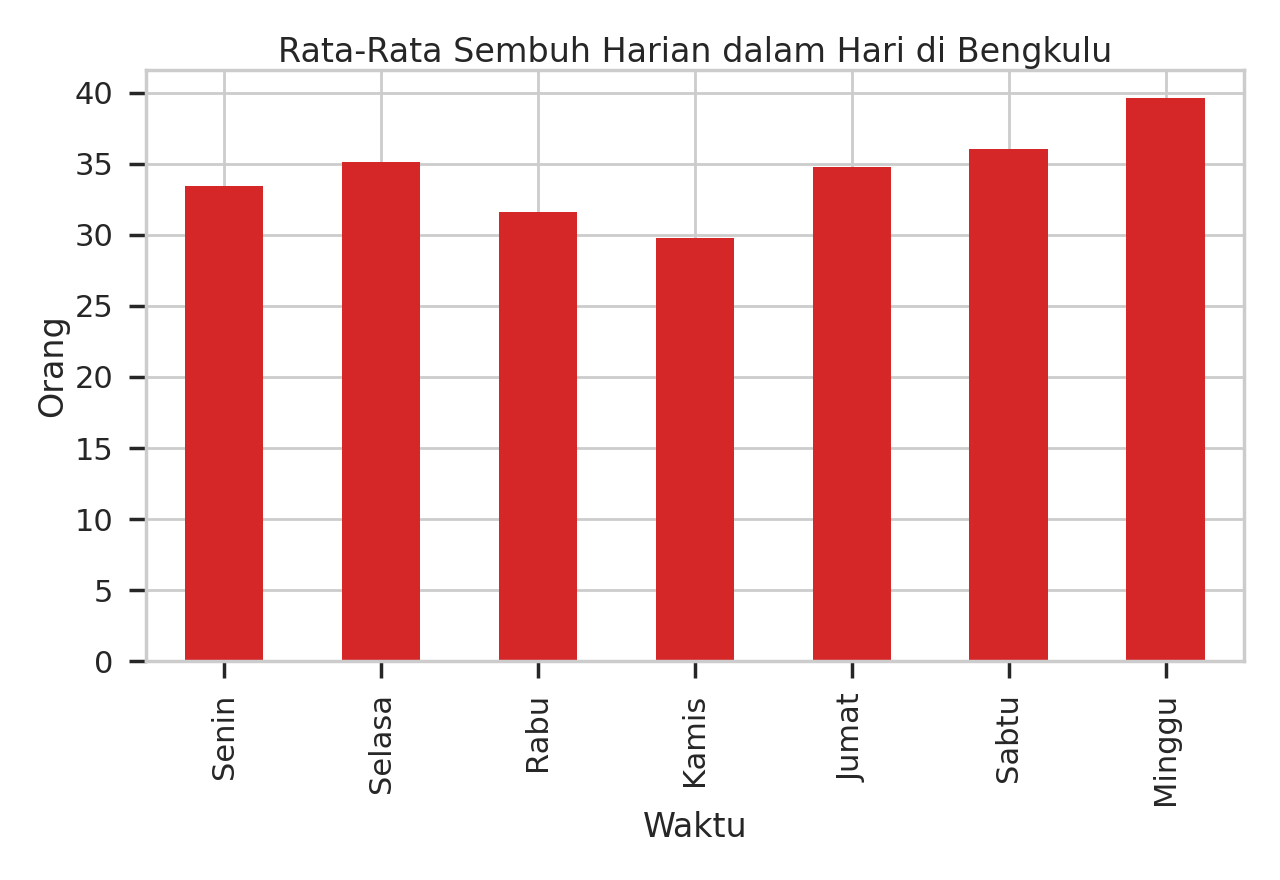 Rata-Rata Sembuh Harian dalam Hari di Bengkulu
40
35
30
25
20
15
10
5
0
Orang
Senin
Selasa
Rabu
Kamis
Jumat
Sabtu
Minggu
Waktu